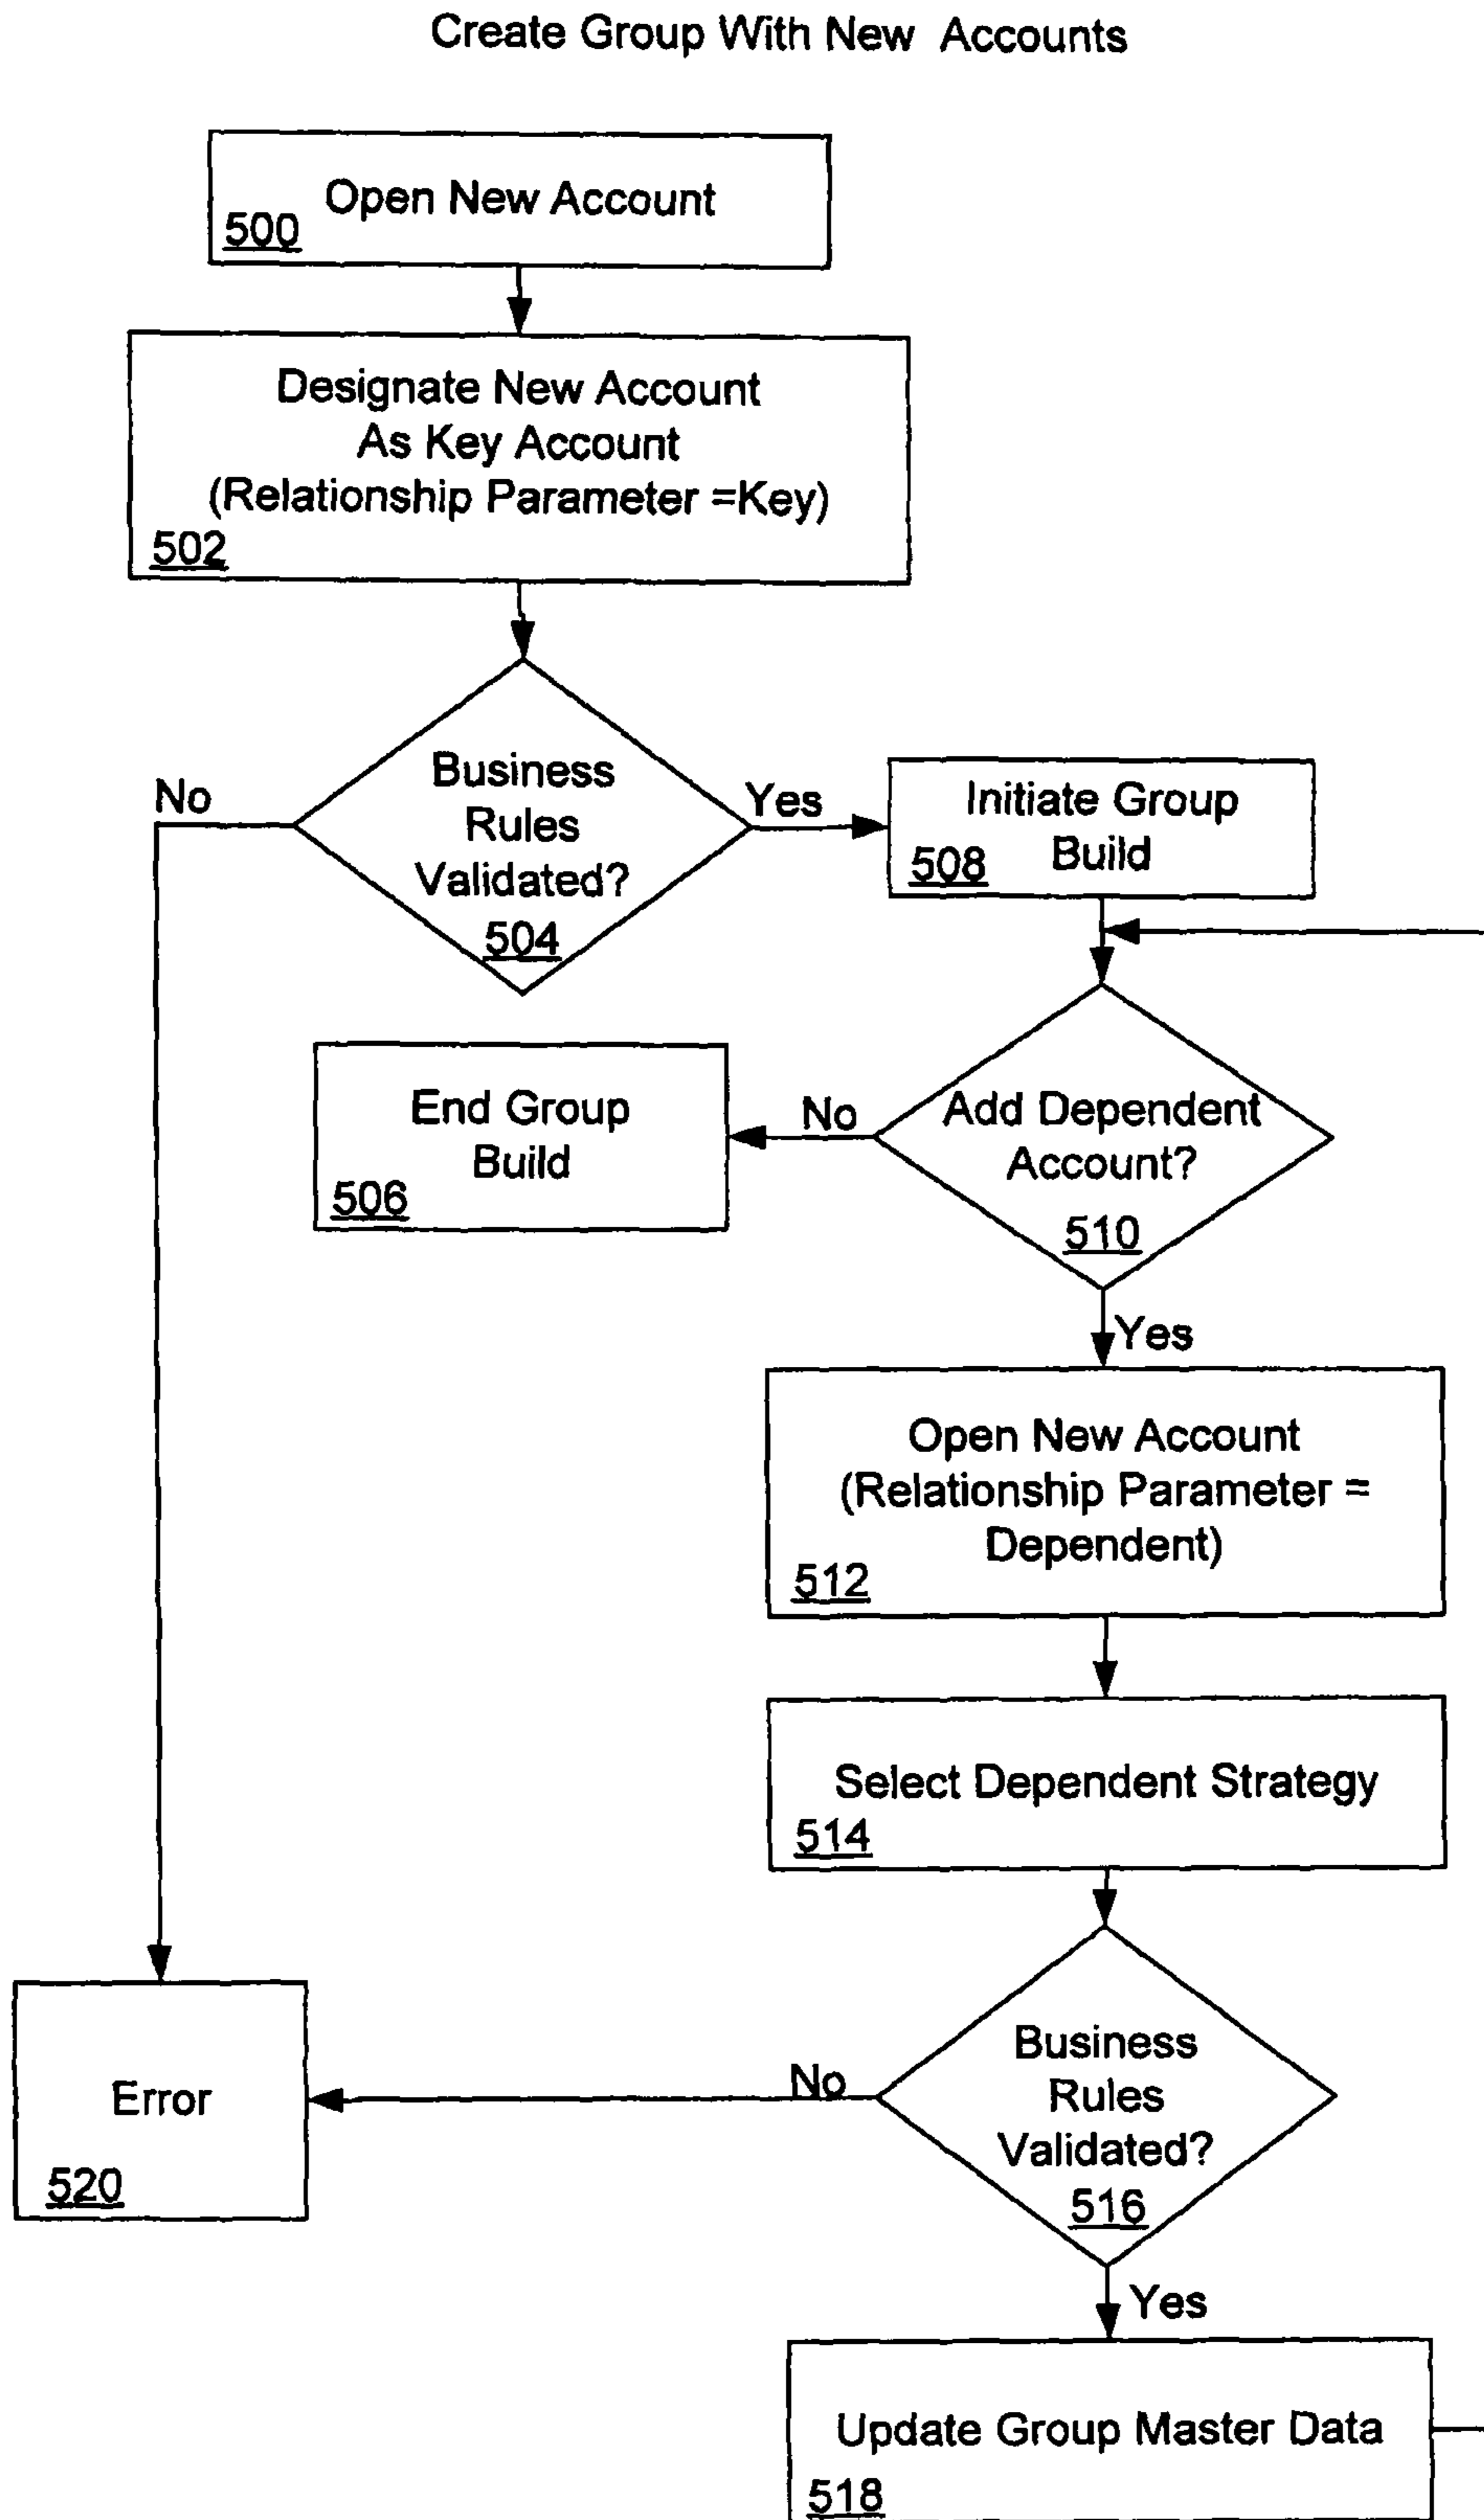 Create Group With New Accounts
Open New Account
500
Designate New Account
As Key Account
(Relationship Parameter =Key)
502
Business
Rules
Validated?
504
No
Yes
Initiate Group
Build
508
End Group
Build
506
No
Add Dependent
Account?
510
Yes
Open New Account
(Relationship Parameter =
Dependent)
512
Select Dependent Strategy
514
Business
Rules
Validated?
516
No
Error
520
Yes
Update Group Master Data
518